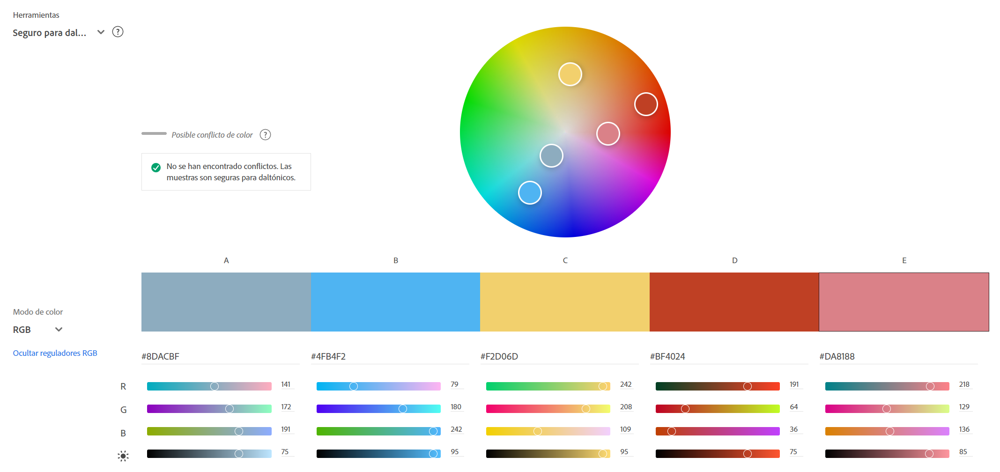 Herramientas
Seguro para dal...
?
Posible conflicto de color ?
No se han encontrado conflictos. Las
muestras son seguras para daltónicos.
A B C D E
Modo de color
RGB
Ocultar reguladores RGB
#8DACBF #4FB4F2 #F2D06D #BF4024 #DA8188
R 141 79 242 191 218
G 172 180 208 64 129
B 191 242 109 36 136
75 95 95 75 85